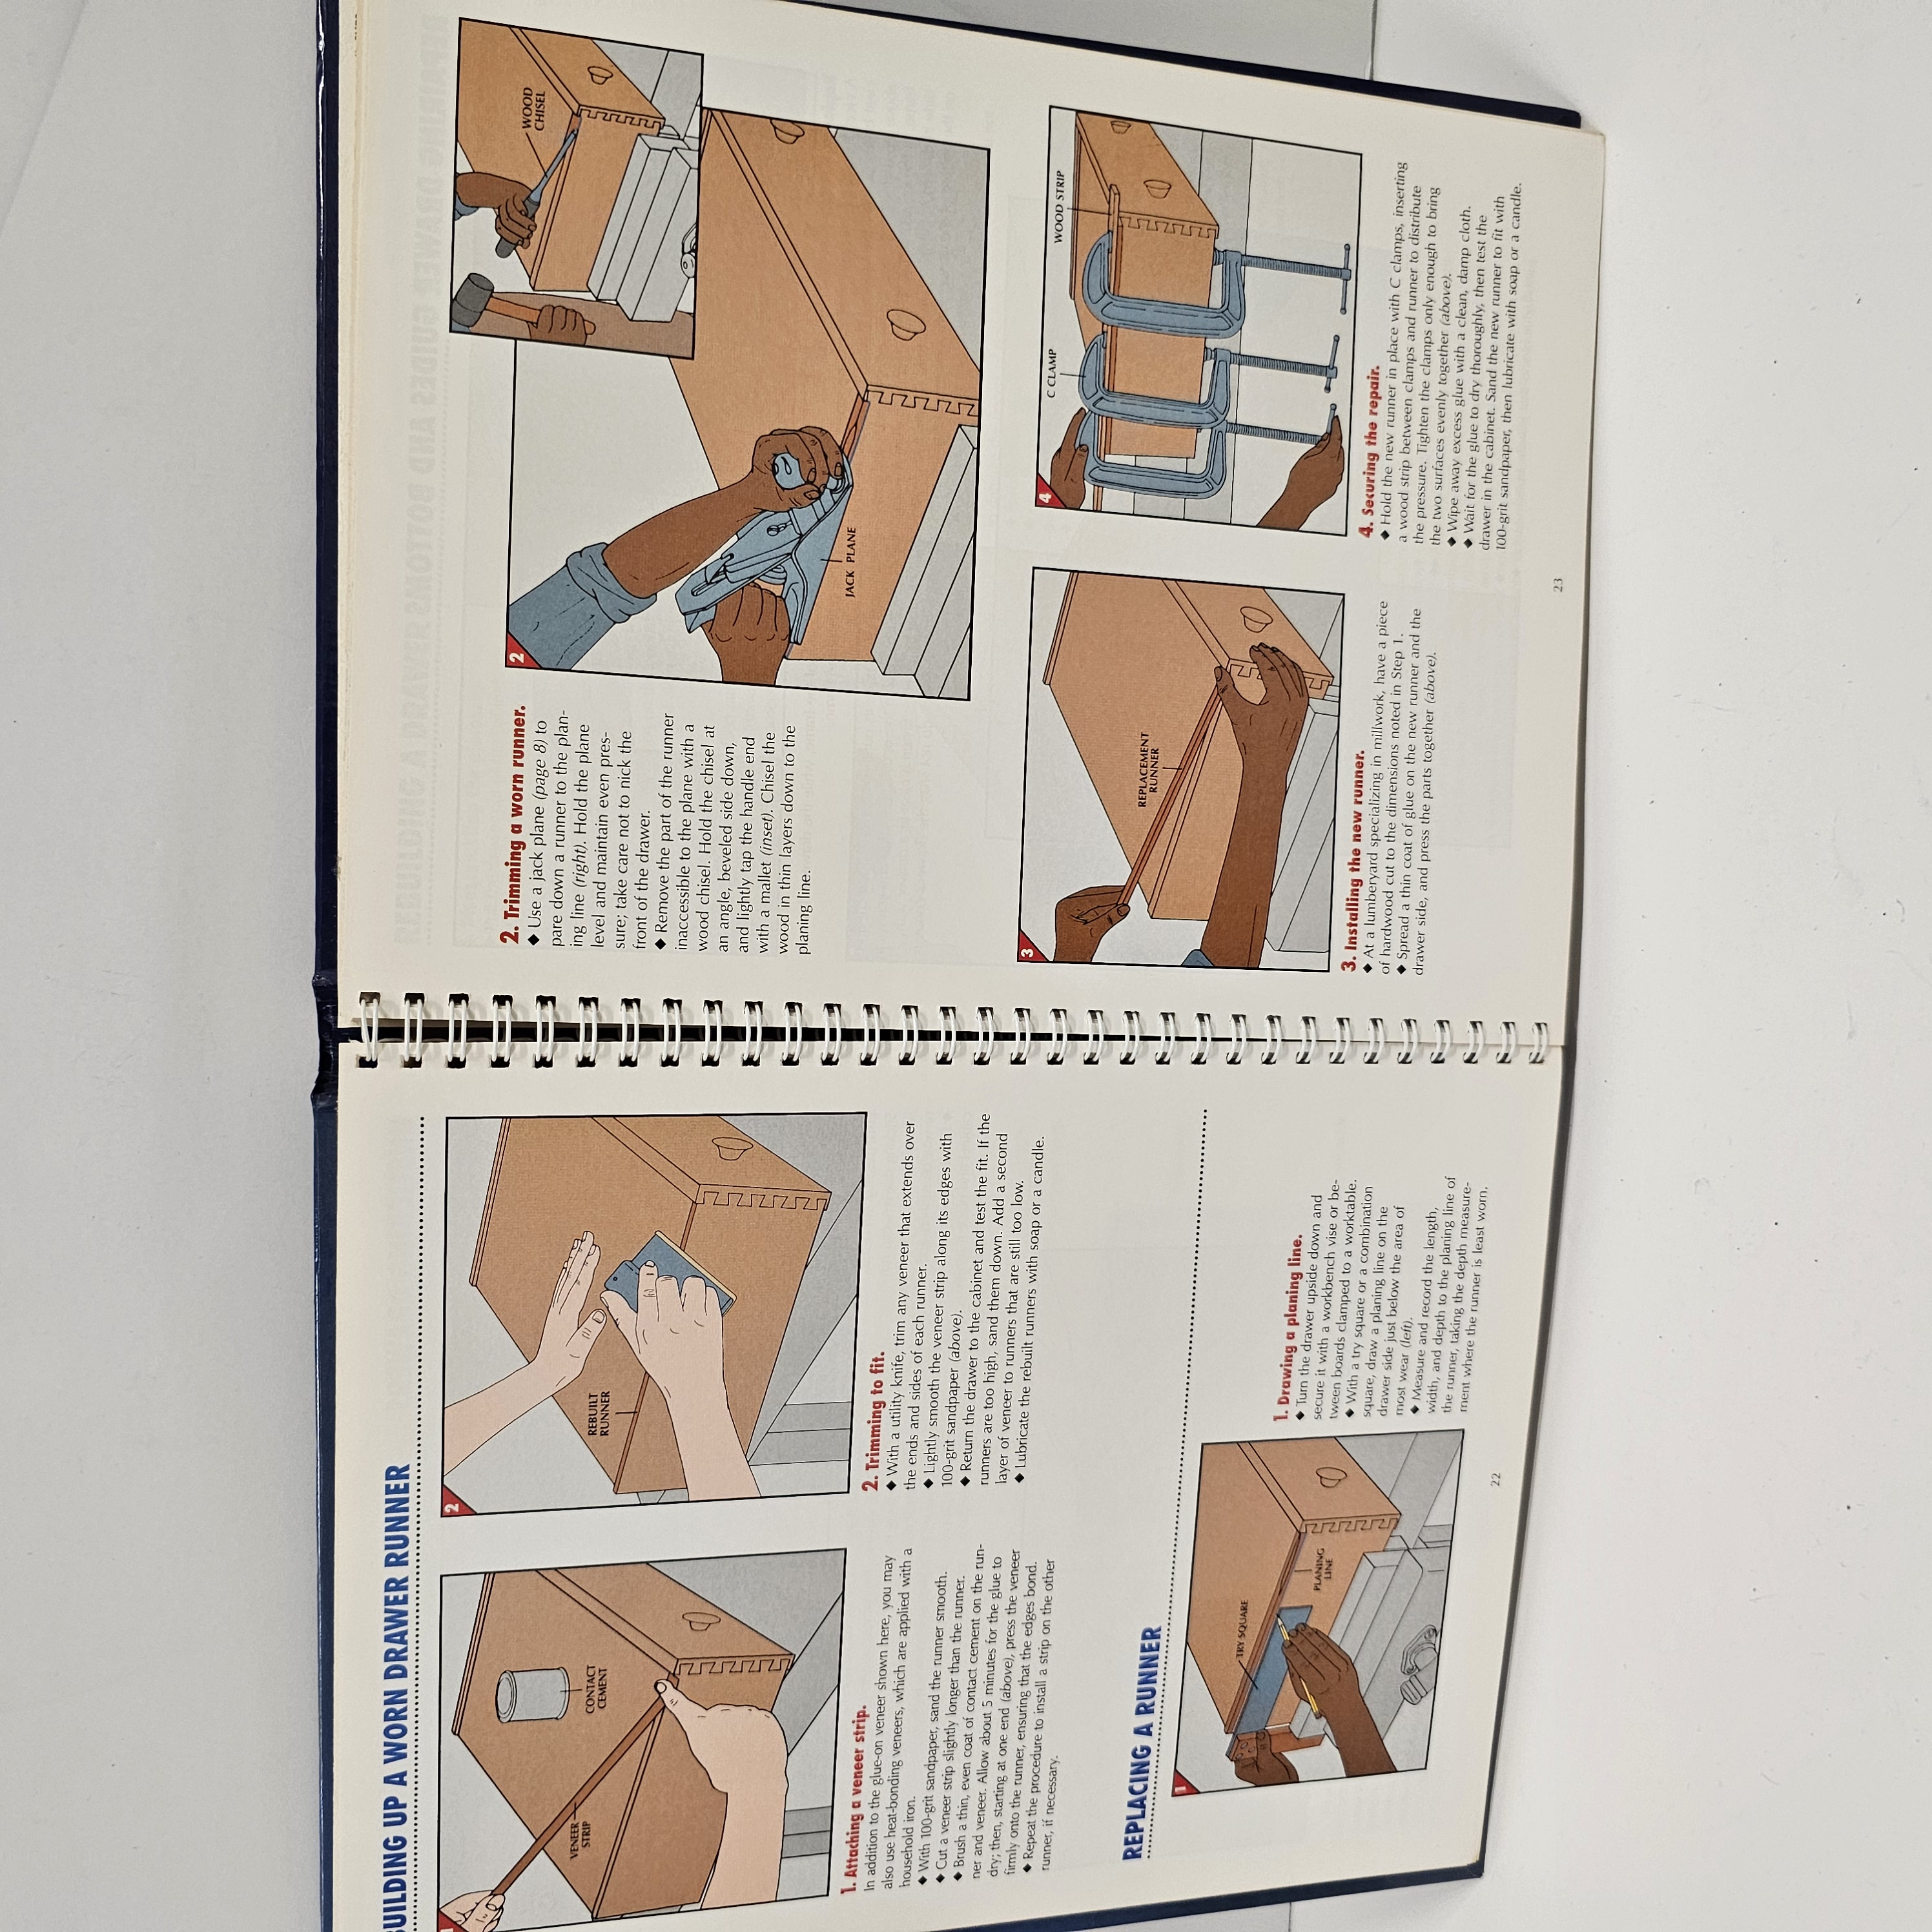 BUILDING UP A WORN DRAWER RUNNER
1
VENEER
STRIP
CONTACT
CEMENT
2
REBUILT
RUNNER
1. Attaching a veneer strip.
In addition to the glue-on veneer shown here, you may
also use heat-bonding veneers, which are applied with a
household iron.
◆ With 100-grit sandpaper, sand the runner smooth.
◆ Cut a veneer strip slightly longer than the runner.
◆ Brush a thin, even coat of contact cement on the run-
ner and veneer. Allow about 5 minutes for the glue to
dry; then, starting at one end (above), press the veneer
firmly onto the runner, ensuring that the edges bond.
◆ Repeat the procedure to install a strip on the other
runner, if necessary.
2. Trimming to fit.
◆ With a utility knife, trim any veneer that extends over
the ends and sides of each runner.
◆ Lightly smooth the veneer strip along its edges with
100-grit sandpaper (above).
◆ Return the drawer to the cabinet and test the fit. If the
runners are too high, sand them down. Add a second
layer of veneer to runners that are still too low.
◆ Lubricate the rebuilt runners with soap or a candle.
REPLACING A RUNNER
1
TRY SQUARE
PLANING
LINE
1. Drawing a planing line.
◆ Turn the drawer upside down and
secure it with a workbench vise or be-
tween boards clamped to a worktable.
◆ With a try square or a combination
square, draw a planing line on the
drawer side just below the area of
most wear (left).
◆ Measure and record the length,
width, and depth to the planing line of
the runner, taking the depth measure-
ment where the runner is least worn.
22
2. Trimming a worn runner.
◆ Use a jack plane (page 8) to
pare down a runner to the plan-
ing line (right). Hold the plane
level and maintain even pres-
sure; take care not to nick the
front of the drawer.
◆ Remove the part of the runner
inaccessible to the plane with a
wood chisel. Hold the chisel at
an angle, beveled side down,
and lightly tap the handle end
with a mallet (inset). Chisel the
wood in thin layers down to the
planing line.
2
WOOD
CHISEL
JACK PLANE
3
REPLACEMENT
RUNNER
4
C CLAMP
WOOD STRIP
3. Installing the new runner.
◆ At a lumberyard specializing in millwork, have a piece
of hardwood cut to the dimensions noted in Step 1.
◆ Spread a thin coat of glue on the new runner and the
drawer side, and press the parts together (above).
4. Securing the repair.
◆ Hold the new runner in place with C clamps, inserting
a wood strip between clamps and runner to distribute
the pressure. Tighten the clamps only enough to bring
the two surfaces evenly together (above).
◆ Wipe away excess glue with a clean, damp cloth.
◆ Wait for the glue to dry thoroughly, then test the
drawer in the cabinet. Sand the new runner to fit with
100-grit sandpaper, then lubricate with soap or a candle.
23